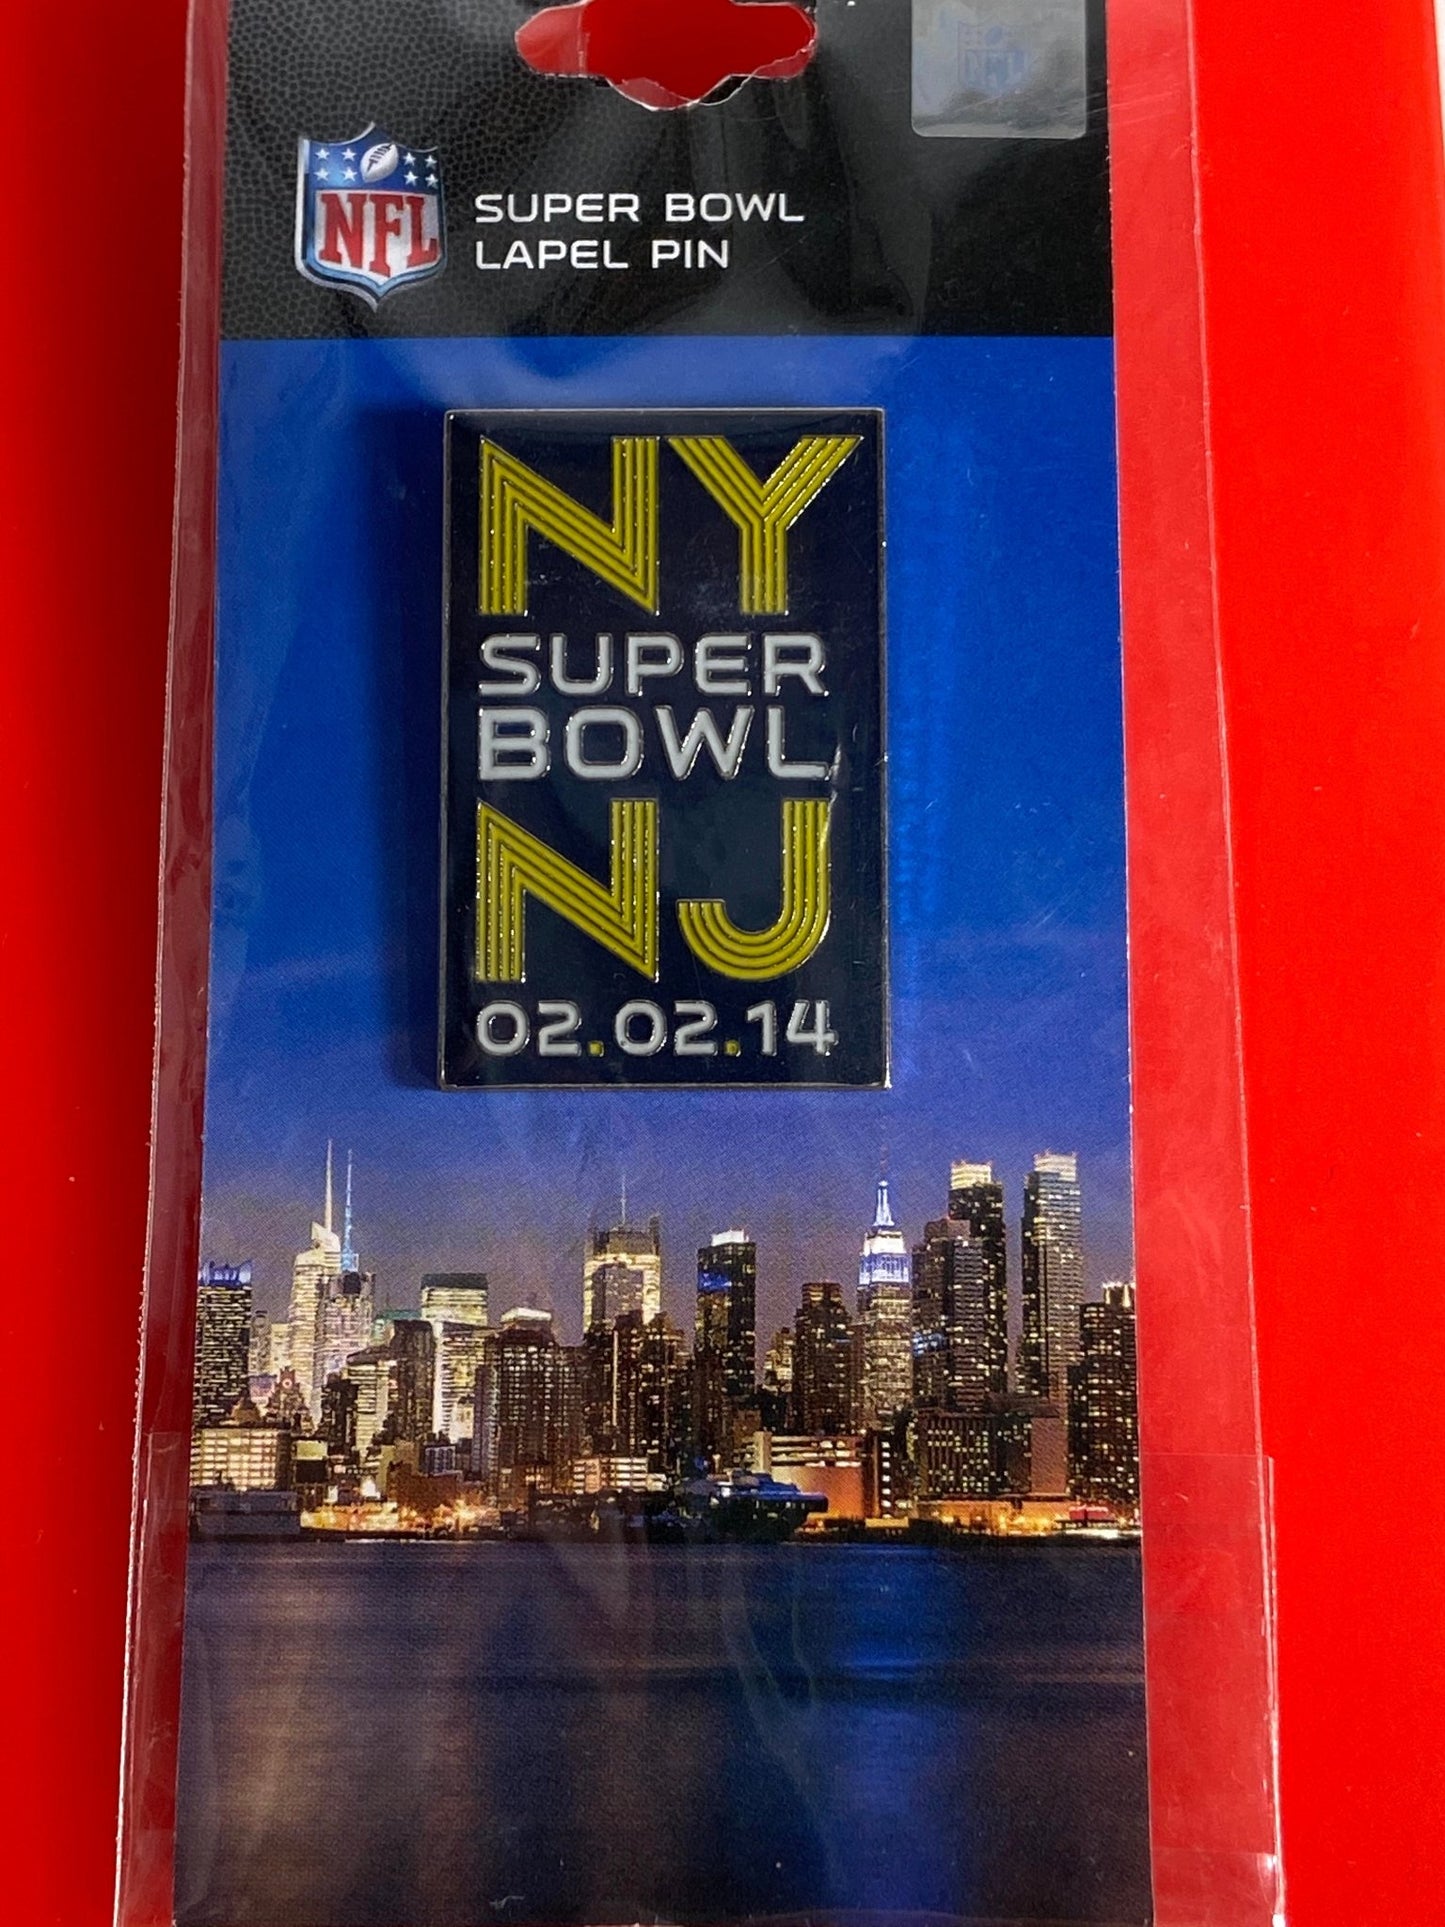 NFL
SUPER BOWL
LAPEL PIN
NY
SUPER
BOWL
NJ
02.02.14